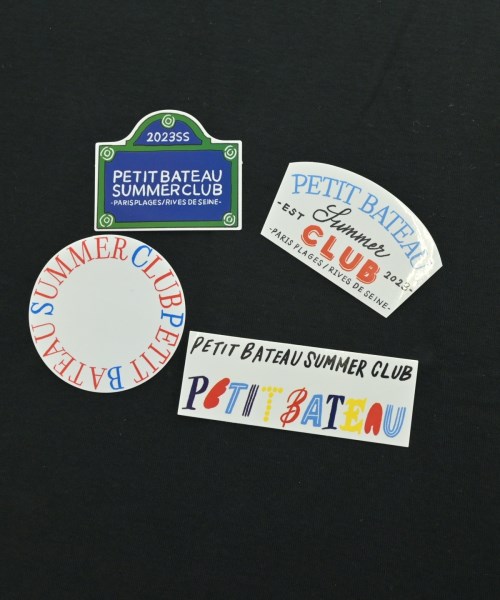 2023SS
PETIT BATEAU
SUMMER CLUB
-PARIS PLAGES/RIVES DE SEINE-
PETIT BATEAU
-EST Summer 2023-
CLUB
-PARIS PLAGES/RIVES DE SEINE-
SUMMER CLUB PETIT BATEAU
PETIT BATEAU SUMMER CLUB
PETIT BATEAU